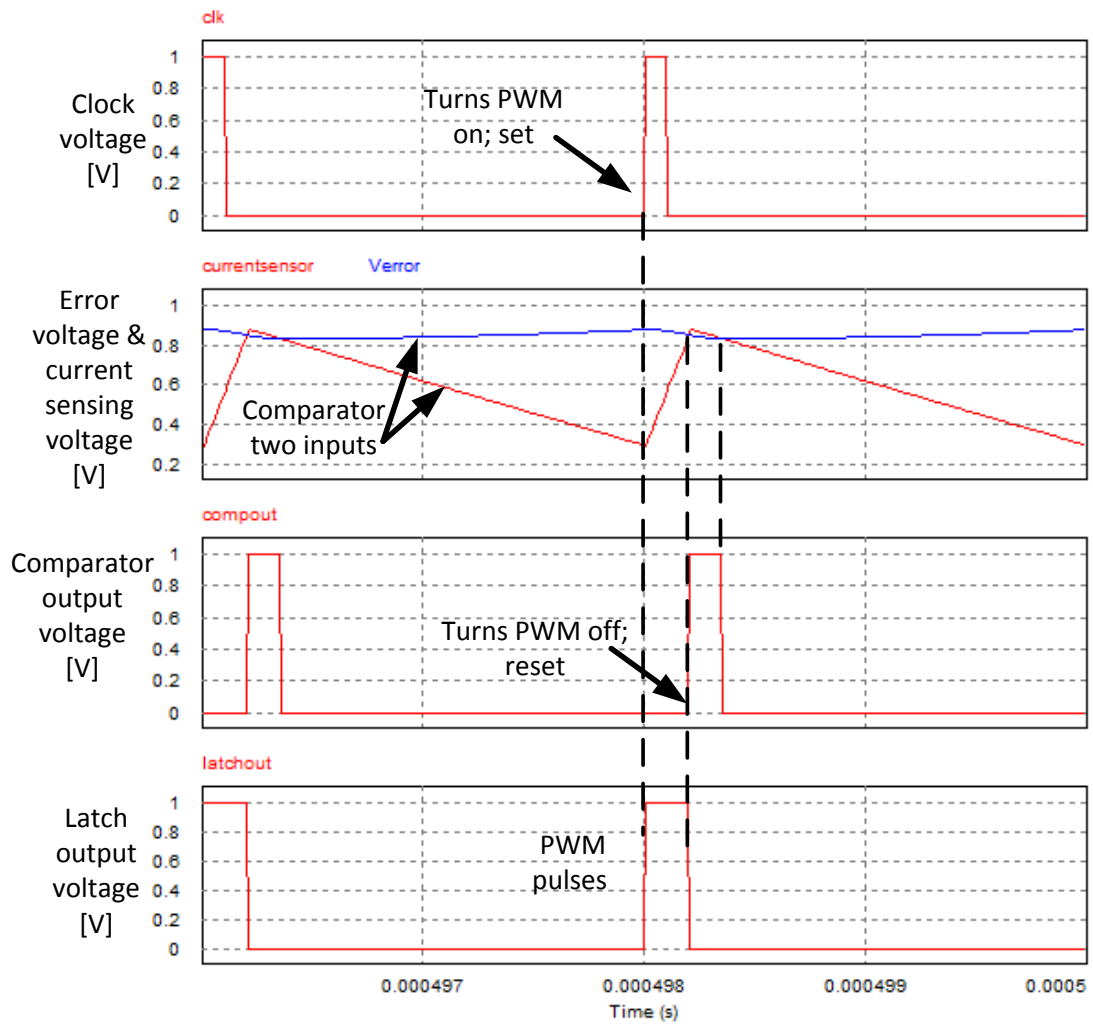 clk
1
0.8
0.6
0.4
0.2
0
Clock
voltage
[V]
Turns PWM
on; set
currentsensor Verror
1
0.8
0.6
0.4
0.2
Error
voltage &
current
sensing
voltage
[V]
Comparator
two inputs
compout
1
0.8
0.6
0.4
0.2
0
Comparator
output
voltage
[V]
Turns PWM off;
reset
latchout
1
0.8
0.6
0.4
0.2
0
Latch
output
voltage
[V]
PWM
pulses
0.000497 0.000498 0.000499 0.0005
Time (s)